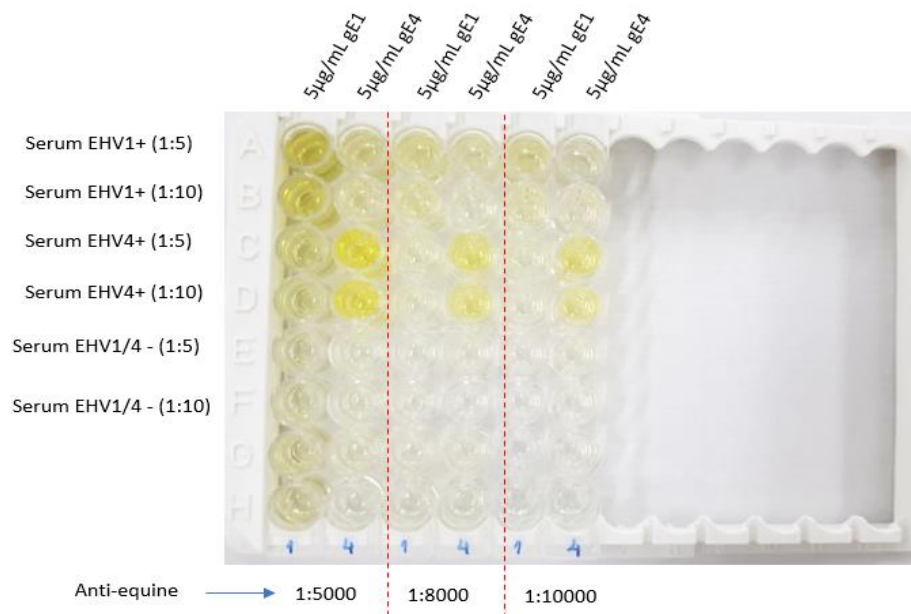 5µg/mL gE1
5µg/mL gE4
5µg/mL gE1
5µg/mL gE4
5µg/mL gE1
5µg/mL gE4
Serum EHV1+ (1:5)
A
Serum EHV1+ (1:10)
B
Serum EHV4+ (1:5)
C
Serum EHV4+ (1:10)
D
Serum EHV1/4 - (1:5)
E
Serum EHV1/4 - (1:10)
F
G
H
1 4 1 4 1 4
Anti-equine 1:5000 1:8000 1:10000